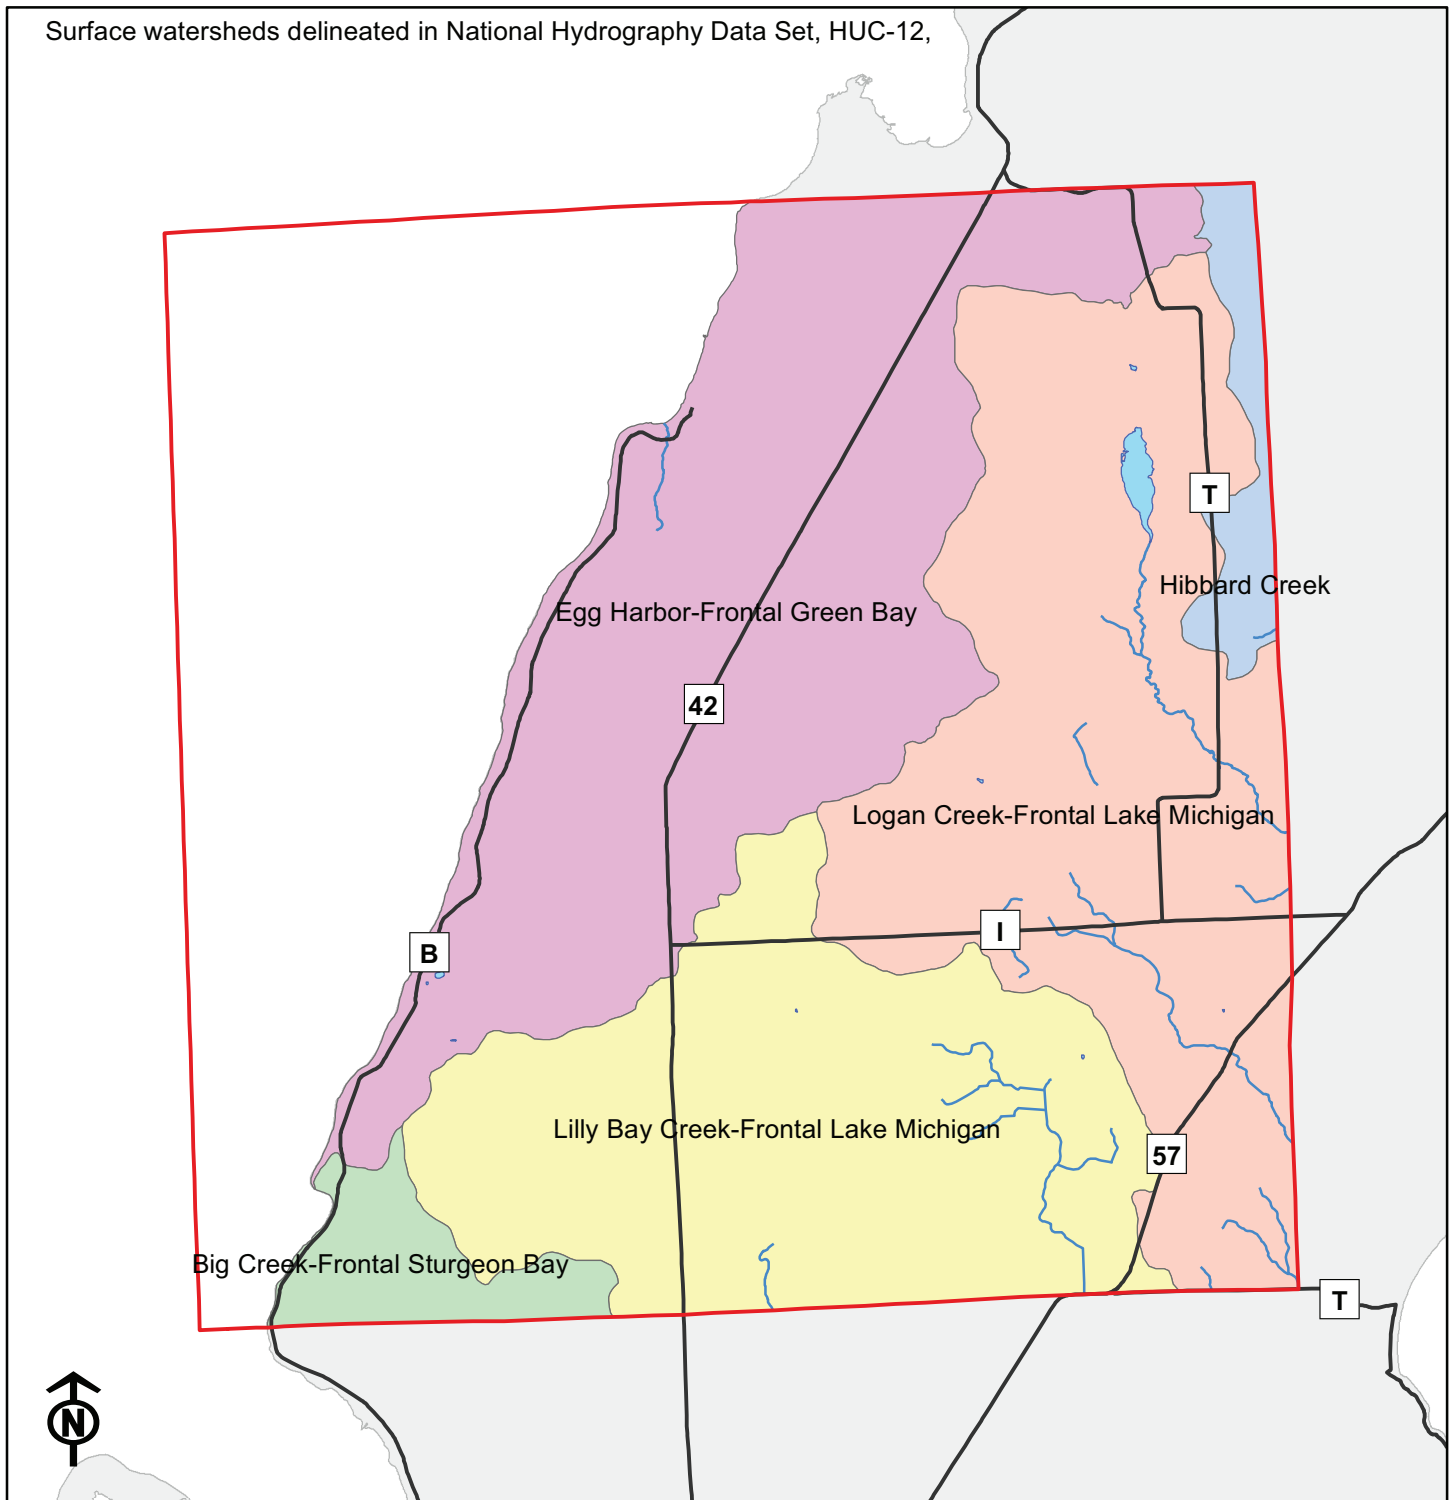 Surface watersheds delineated in National Hydrography Data Set, HUC-12,
T
Hibbard Creek
Egg Harbor-Frontal Green Bay
42
Logan Creek-Frontal Lake Michigan
I
B
Lilly Bay Creek-Frontal Lake Michigan
57
Big Creek-Frontal Sturgeon Bay
T
N